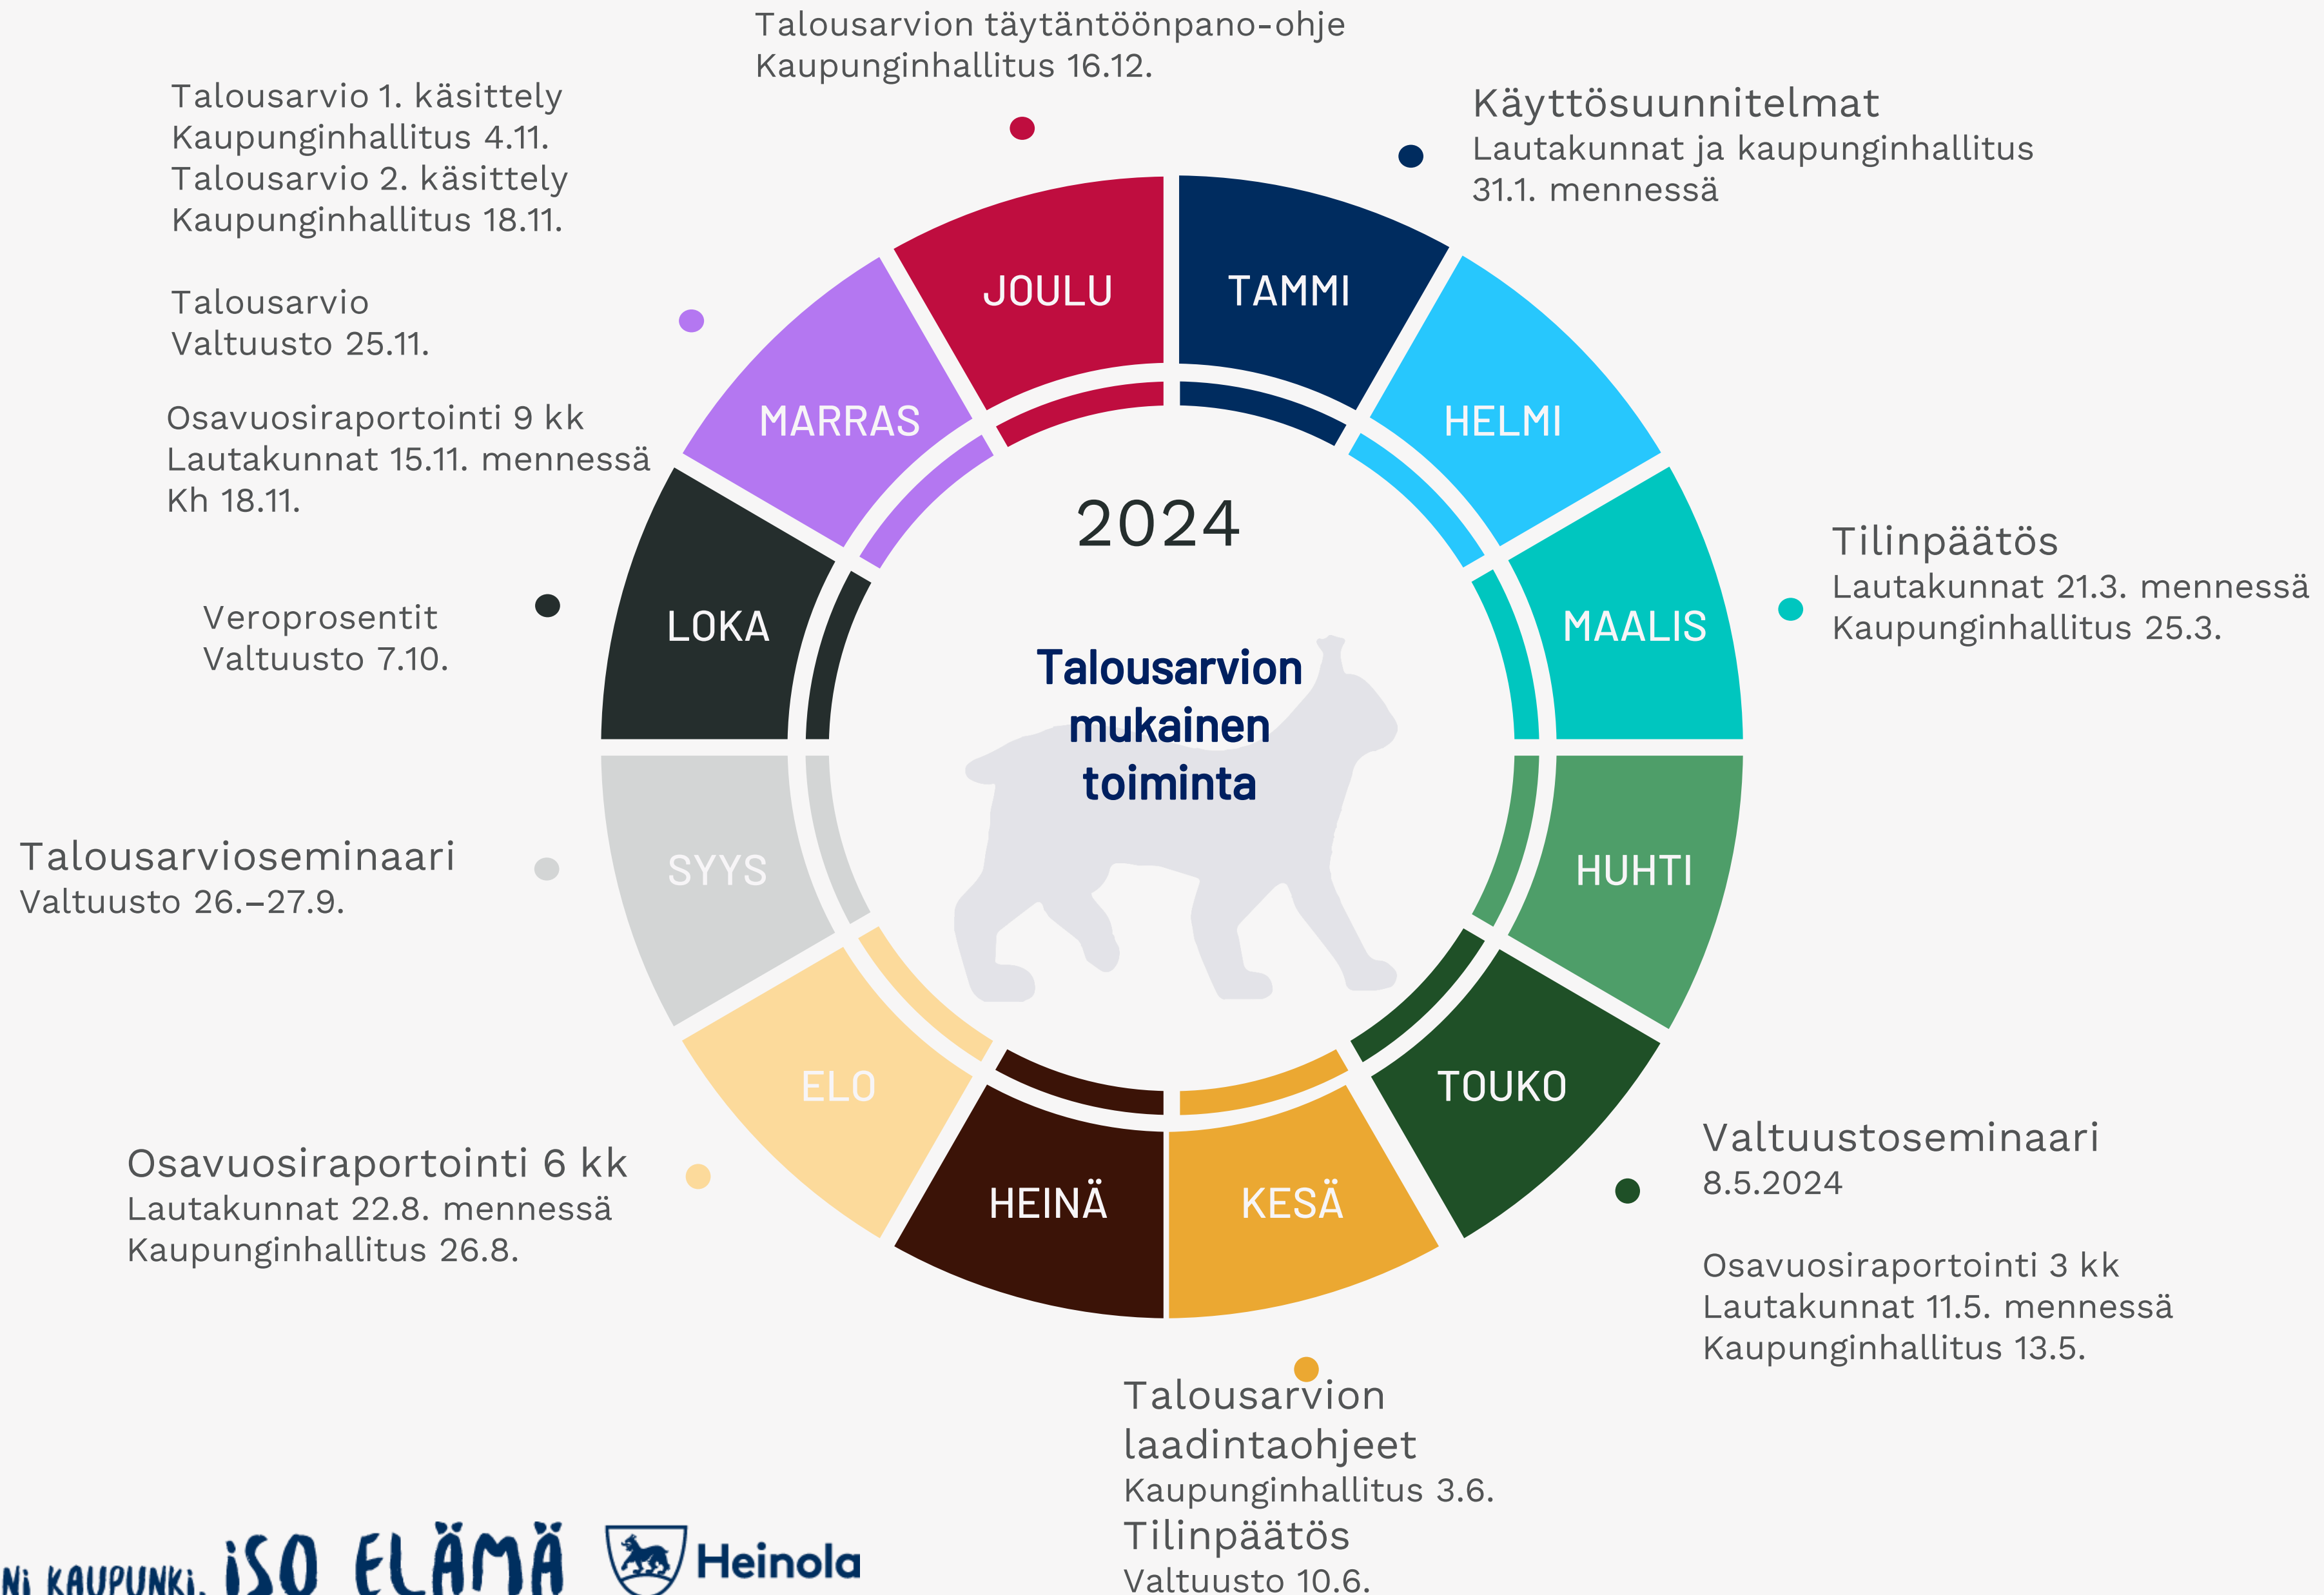 Talousarvion täytäntöönpano-ohje
Kaupunginhallitus 16.12.
Käyttösuunnitelmat
Lautakunnat ja kaupunginhallitus
31.1. mennessä
Talousarvio 1. käsittely
Kaupunginhallitus 4.11.
Talousarvio 2. käsittely
Kaupunginhallitus 18.11.
Talousarvio
Valtuusto 25.11.
Osavuosiraportointi 9 kk
Lautakunnat 15.11. mennessä
Kh 18.11.
Veroprosentit
Valtuusto 7.10.
Talousarvioseminaari
Valtuusto 26.–27.9.
Osavuosiraportointi 6 kk
Lautakunnat 22.8. mennessä
Kaupunginhallitus 26.8.
JOULU
TAMMI
MARRAS
HELMI
LOKA
MAALIS
SYYS
HUHTI
ELO
TOUKO
HEINÄ
KESÄ
2024
Talousarvion
mukainen
toiminta
Tilinpäätös
Lautakunnat 21.3. mennessä
Kaupunginhallitus 25.3.
Valtuustoseminaari
8.5.2024
Osavuosiraportointi 3 kk
Lautakunnat 11.5. mennessä
Kaupunginhallitus 13.5.
Talousarvion
laadintaohjeet
Kaupunginhallitus 3.6.
Tilinpäätös
Valtuusto 10.6.
KAUPUNKi. iSO ELÄMÄ
Heinola